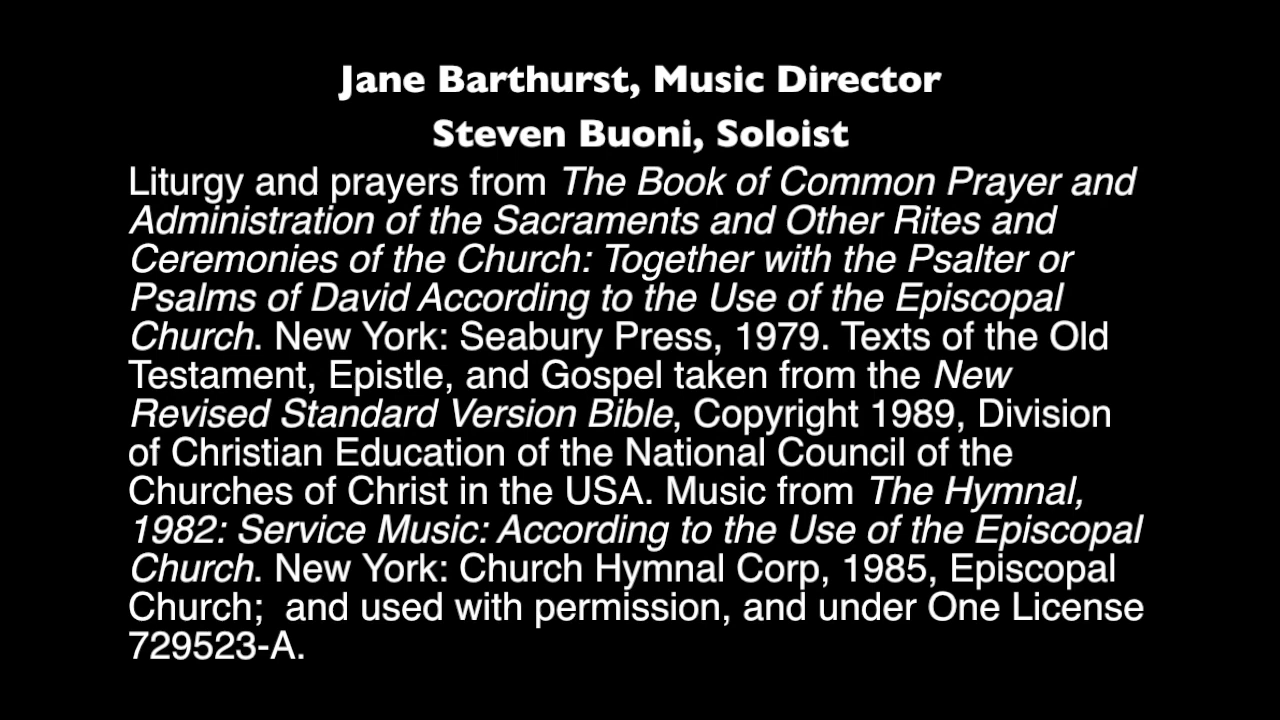 Jane Barthurst, Music Director
Steven Buoni, Soloist
Liturgy and prayers from The Book of Common Prayer and
Administration of the Sacraments and Other Rites and
Ceremonies of the Church: Together with the Psalter or
Psalms of David According to the Use of the Episcopal
Church. New York: Seabury Press, 1979. Texts of the Old
Testament, Epistle, and Gospel taken from the New
Revised Standard Version Bible, Copyright 1989, Division
of Christian Education of the National Council of the
Churches of Christ in the USA. Music from The Hymnal,
1982: Service Music: According to the Use of the Episcopal
Church. New York: Church Hymnal Corp, 1985, Episcopal
Church;  and used with permission, and under One License
729523-A.